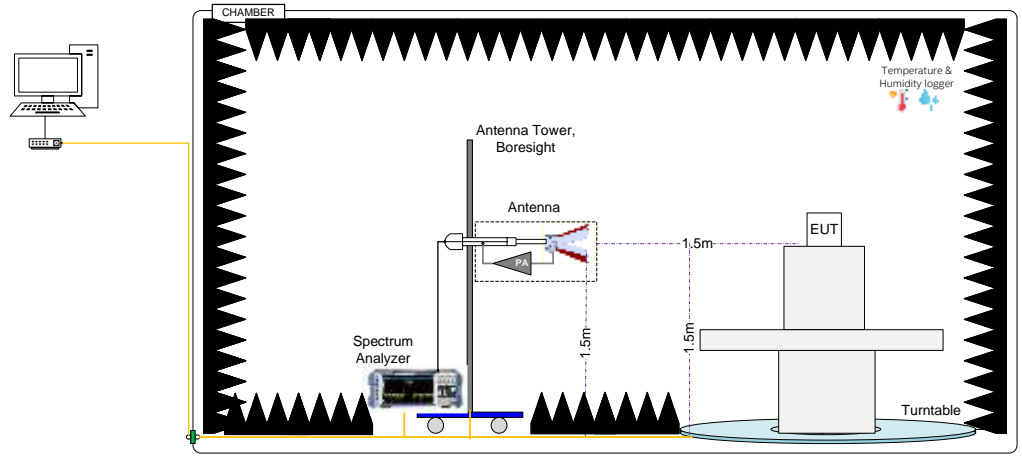 CHAMBER
Temperature &
Humidity logger
Antenna Tower,
Boresight
Antenna
EUT
1.5m
PA
1.5m
1.5m
Spectrum
Analyzer
Turntable